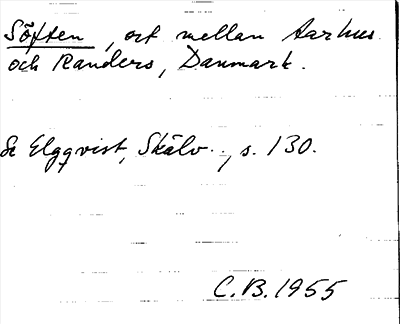 Söften, ort mellan Aarhus
och Randers, Danmark.
Se Elgqvist, Skälv.., s. 130.
C.B. 1955